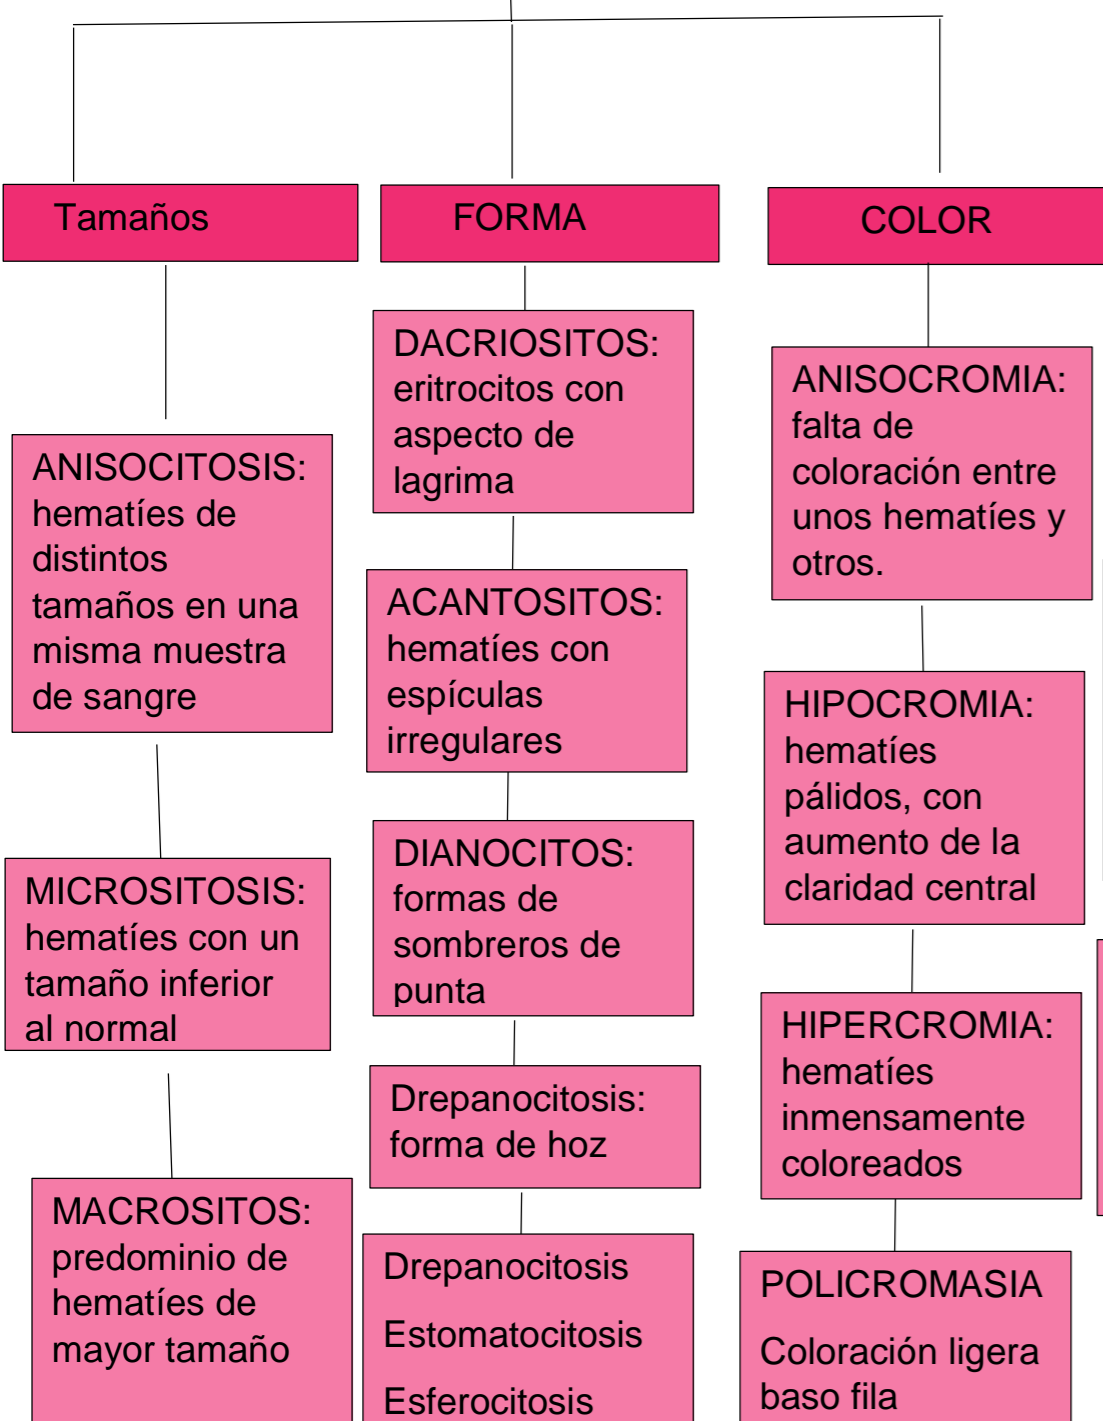 Tamaños
ANISOCITOSIS:
hematíes de
distintos
tamaños en una
misma muestra
de sangre
MICROSITOSIS:
hematíes con un
tamaño inferior
al normal
MACROSITOS:
predominio de
hematíes de
mayor tamaño
FORMA
DACRIOSITOS:
eritrocitos con
aspecto de
lagrima
ACANTOSITOS:
hematíes con
espículas
irregulares
DIANOCITOS:
formas de
sombreros de
punta
Drepanocitosis:
forma de hoz
Drepanocitosis
Estomatocitosis
Esferocitosis
COLOR
ANISOCROMIA:
falta de
coloración entre
unos hematíes y
otros.
HIPOCROMIA:
hematíes
pálidos, con
aumento de la
claridad central
HIPERCROMIA:
hematíes
inmensamente
coloreados
POLICROMASIA
Coloración ligera
baso fila